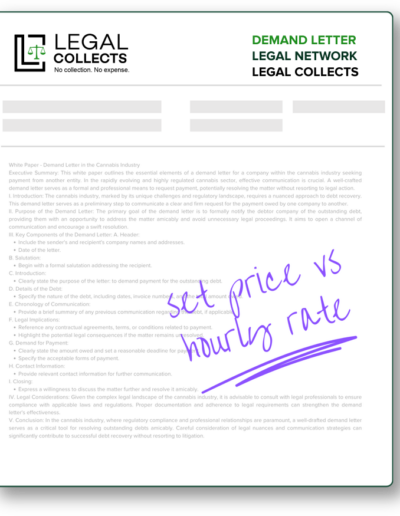 LEGAL
COLLECTS
No collection. No expense.
DEMAND LETTER
LEGAL NETWORK
LEGAL COLLECTS
White Paper - Demand Letter in the Cannabis Industry
Executive Summary: This white paper outlines the essential elements of a demand letter for a company within the cannabis industry seeking
payment from another entity. In the rapidly evolving and highly regulated cannabis sector, effective communication is crucial. A well-crafted
demand letter serves as a formal and professional means to request payment, potentially resolving the matter without resorting to legal action.
I. Introduction: The cannabis industry, marked by its unique challenges and regulatory landscape, requires a nuanced approach to debt recovery.
This demand letter serves as a preliminary step to communicate a clear and firm request for the payment owed by one company to another.
II. Purpose of the Demand Letter: The primary goal of the demand letter is to formally notify the debtor company of the outstanding debt,
providing them with an opportunity to address the matter amicably and avoid unnecessary legal proceedings. It aims to open a channel of
communication and encourage a swift resolution.
III. Key Components of the Demand Letter: A. Header:
• Include the sender's and recipient's company names and addresses.
• Date of the letter.
B. Salutation:
• Begin with a formal salutation addressing the recipient.
C. Introduction:
• Clearly state the purpose of the letter: to demand payment for the outstanding debt.
D. Details of the Debt:
• Specify the nature of the debt, including dates, invoice numbers, amount
E. Chronology of Communication:
• Provide a brief summary of any previous communication regarding if applicable.
F. Legal Implications:
• Reference any contractual agreements, terms, or conditions related to payment.
• Highlight the potential legal consequences if the matter remains unresolved.
G. Demand for Payment:
• Clearly state the amount owed and set a reasonable deadline for
• Specify the acceptable forms of payment.
H. Contact Information:
• Provide relevant contact information for further communication.
I. Closing:
• Express a willingness to discuss the matter further and resolve it amicably.
IV. Legal Considerations: Given the complex legal landscape of the cannabis industry, it is advisable to consult with legal professionals to ensure
compliance with applicable laws and regulations. Proper documentation and adherence to legal requirements can strengthen the demand
letter's effectiveness.
V. Conclusion: In the cannabis industry, where regulatory compliance and professional relationships are paramount, a well-drafted demand letter
serves as a critical tool for resolving outstanding debts amicably. Careful consideration of legal nuances and communication strategies can
significantly contribute to successful debt recovery without resorting to litigation.
set price vs
hourly rate